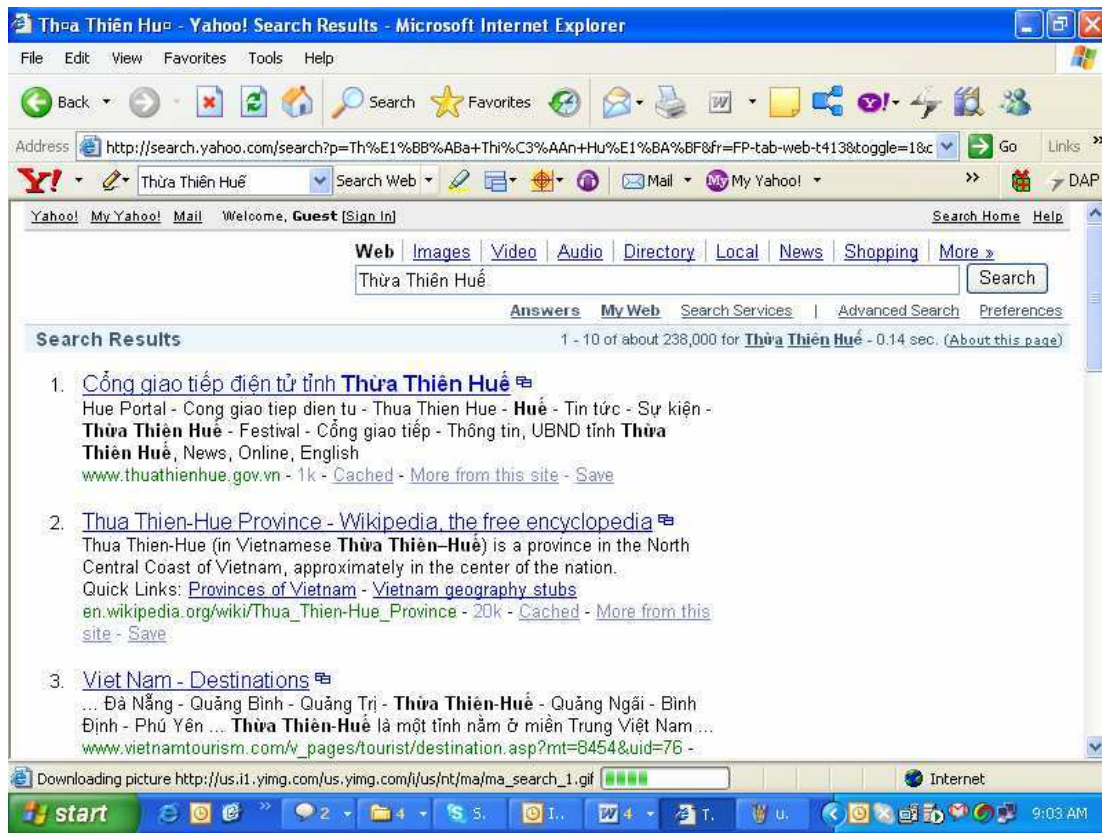 Th¤a Thiên Hu¤ - Yahoo! Search Results - Microsoft Internet Explorer
File Edit View Favorites Tools Help
Back Search Favorites
Address http://search.yahoo.com/search?p=Th%E1%BB%ABa+Thi%C3%AAn+Hu%E1%BA%BF&fr=FP-tab-web-t413&toggle=1&c Go Links »
Y! Thừa Thiên Huế Search Web Mail My Yahoo! » DAP
Yahoo! My Yahoo! Mail Welcome, Guest [Sign In] Search Home Help
Web | Images | Video | Audio | Directory | Local | News | Shopping | More »
Thừa Thiên Huế Search
Answers My Web Search Services | Advanced Search Preferences
Search Results 1 - 10 of about 238,000 for Thừa Thiên Huế - 0.14 sec. (About this page)
1. Cổng giao tiếp điện tử tỉnh Thừa Thiên Huế
Hue Portal - Cong giao tiep dien tu - Thua Thien Hue - Huế - Tin tức - Sự kiện -
Thừa Thiên Huế - Festival - Cổng giao tiếp - Thông tin, UBND tỉnh Thừa
Thiên Huế, News, Online, English
www.thuathienhue.gov.vn - 1k - Cached - More from this site - Save
2. Thua Thien-Hue Province - Wikipedia, the free encyclopedia
Thua Thien-Hue (in Vietnamese Thừa Thiên–Huế) is a province in the North
Central Coast of Vietnam, approximately in the center of the nation.
Quick Links: Provinces of Vietnam - Vietnam geography stubs
en.wikipedia.org/wiki/Thua_Thien-Hue_Province - 20k - Cached - More from this
site - Save
3. Viet Nam - Destinations
... Đà Nẵng - Quảng Bình - Quảng Trị - Thừa Thiên-Huế - Quảng Ngãi - Bình
Định - Phú Yên ... Thừa Thiên-Huế là một tỉnh nằm ở miền Trung Việt Nam ...
www.vietnamtourism.com/v_pages/tourist/destination.asp?mt=8454&uid=76 -
Downloading picture http://us.i1.yimg.com/us.yimg.com/i/us/nt/ma/ma_search_1.gif Internet
start » 2 4 S. I.. 4 T. U. 9:03 AM